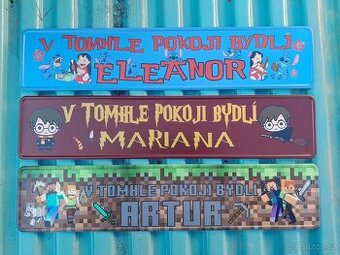 V TOMHLE POKOJI BYDLÍ
ELEANOR
V TOMHLE POKOJI BYDLÍ
MARIANA
V TOMHLE POKOJI BYDLÍ
ARTUR